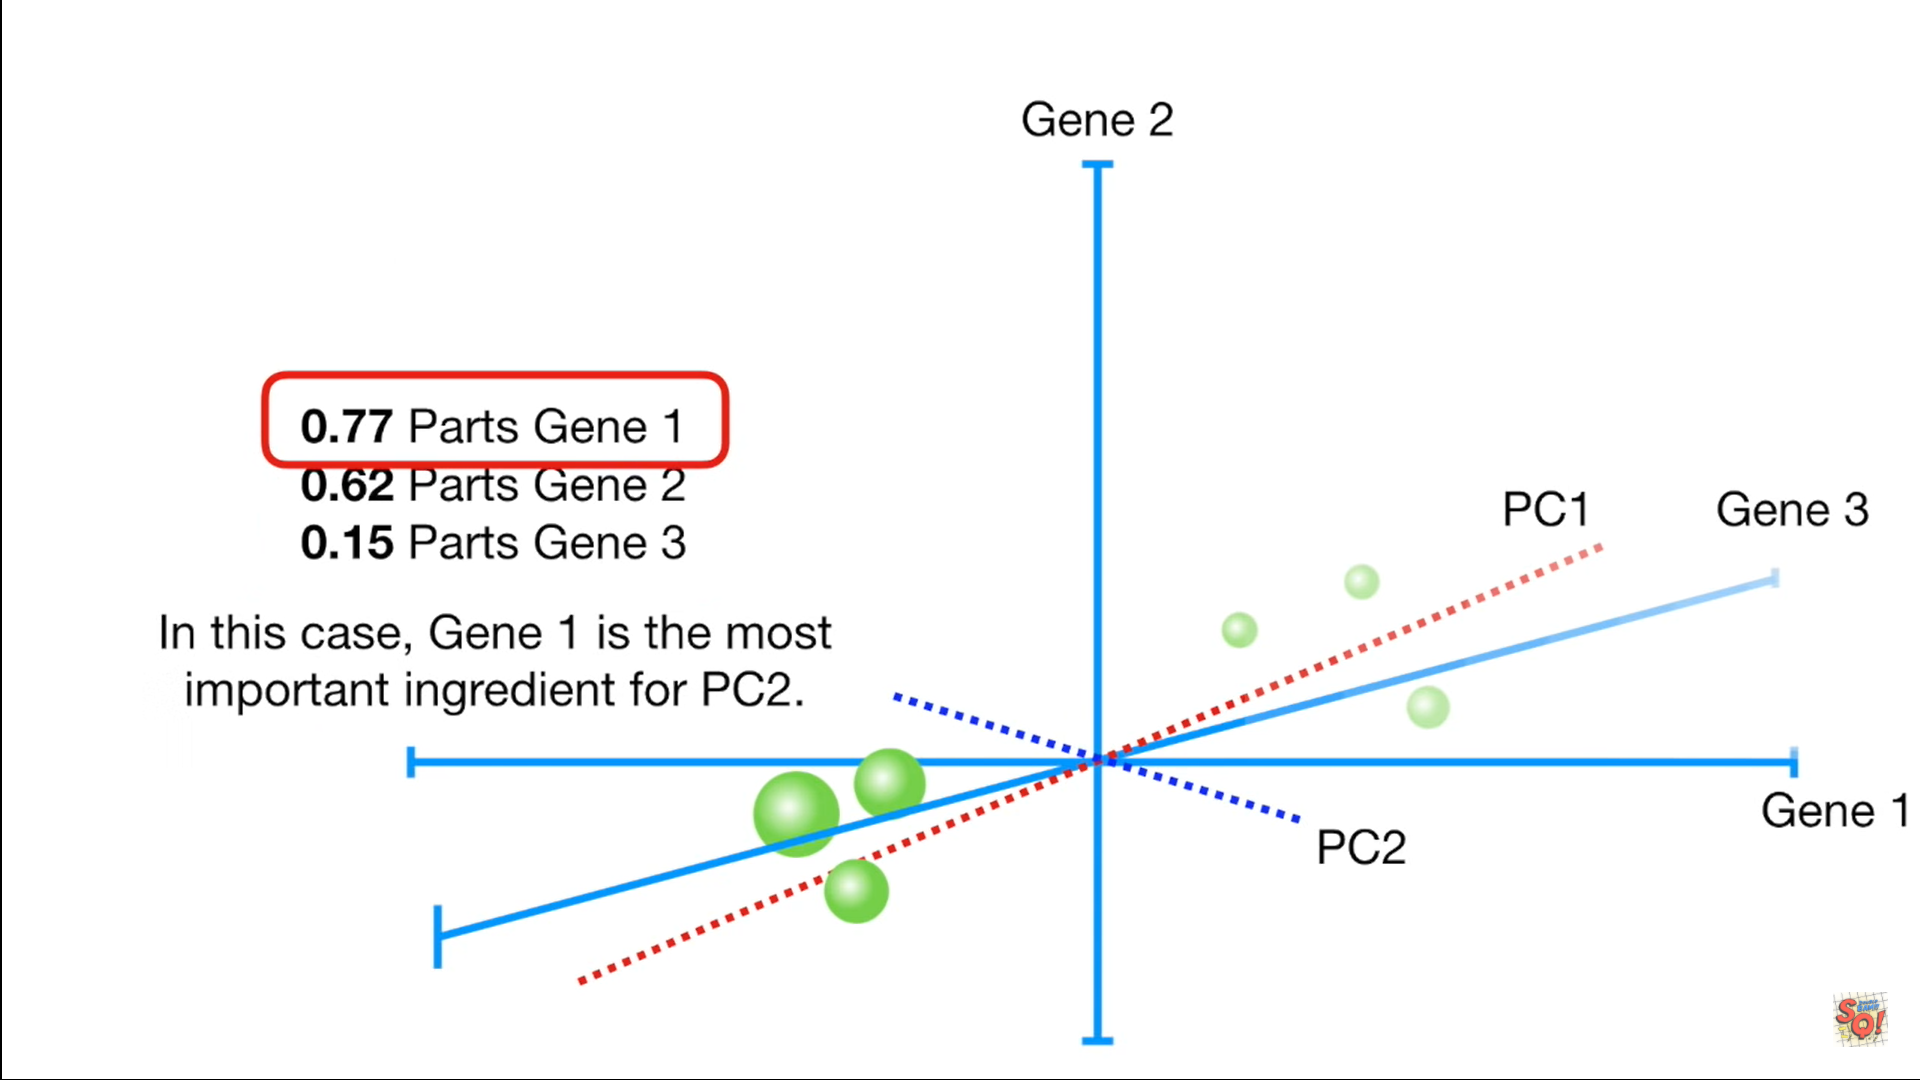 Gene 2
0.77 Parts Gene 1
0.62 Parts Gene 2
0.15 Parts Gene 3
In this case, Gene 1 is the most
important ingredient for PC2.
PC1
Gene 3
Gene 1
PC2
SQ!